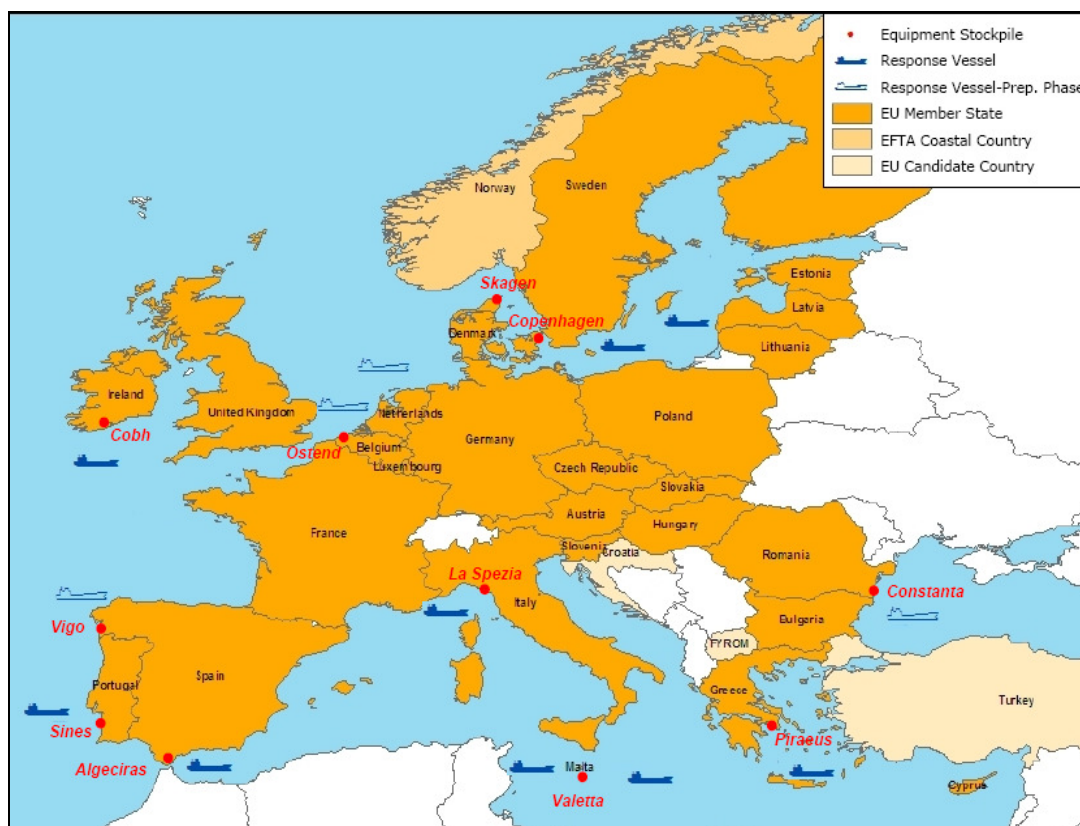 Equipment Stockpile
Response Vessel
Response Vessel-Prep. Phase
EU Member State
EFTA Coastal Country
EU Candidate Country
Norway
Sweden
Skagen
Estonia
Copenhagen
Latvia
Denmark
Lithuania
Ireland
United Kingdom
Netherlands
Poland
Cobh
Germany
Ostend
Belgium
Luxembourg
Czech Republic
Slovakia
Austria
Hungary
France
Slovenia
Croatia
Romania
La Spezia
Italy
Constanta
Vigo
Bulgaria
FYROM
Portugal
Spain
Greece
Turkey
Sines
Piraeus
Algeciras
Malta
Valetta
Cyprus